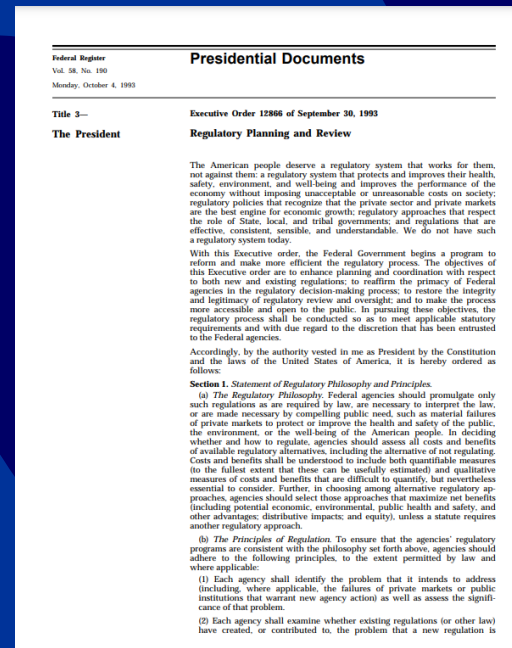 Federal Register
Vol. 58, No. 190
Monday, October 4, 1993
Presidential Documents
Title 3—
The President
Executive Order 12866 of September 30, 1993
Regulatory Planning and Review
The American people deserve a regulatory system that works for them,
not against them: a regulatory system that protects and improves their health,
safety, environment, and well-being and improves the performance of the
economy without imposing unacceptable or unreasonable costs on society;
regulatory policies that recognize that the private sector and private markets
are the best engine for economic growth; regulatory approaches that respect
the role of State, local, and tribal governments; and regulations that are
effective, consistent, sensible, and understandable. We do not have such
a regulatory system today.
With this Executive order, the Federal Government begins a program to
reform and make more efficient the regulatory process. The objectives of
this Executive order are to enhance planning and coordination with respect
to both new and existing regulations; to reaffirm the primacy of Federal
agencies in the regulatory decision-making process; to restore the integrity
and legitimacy of regulatory review and oversight; and to make the process
more accessible and open to the public. In pursuing these objectives, the
regulatory process shall be conducted so as to meet applicable statutory
requirements and with due regard to the discretion that has been entrusted
to the Federal agencies.
Accordingly, by the authority vested in me as President by the Constitution
and the laws of the United States of America, it is hereby ordered as
follows:
Section 1. Statement of Regulatory Philosophy and Principles.
(a) The Regulatory Philosophy. Federal agencies should promulgate only
such regulations as are required by law, are necessary to interpret the law,
or are made necessary by compelling public need, such as material failures
of private markets to protect or improve the health and safety of the public,
the environment, or the well-being of the American people. In deciding
whether and how to regulate, agencies should assess all costs and benefits
of available regulatory alternatives, including the alternative of not regulating.
Costs and benefits shall be understood to include both quantifiable measures
(to the fullest extent that these can be usefully estimated) and qualitative
measures of costs and benefits that are difficult to quantify, but nevertheless
essential to consider. Further, in choosing among alternative regulatory ap-
proaches, agencies should select those approaches that maximize net benefits
(including potential economic, environmental, public health and safety, and
other advantages; distributive impacts; and equity), unless a statute requires
another regulatory approach.
(b) The Principles of Regulation. To ensure that the agencies' regulatory
programs are consistent with the philosophy set forth above, agencies should
adhere to the following principles, to the extent permitted by law and
where applicable:
(1) Each agency shall identify the problem that it intends to address
(including, where applicable, the failures of private markets or public
institutions that warrant new agency action) as well as assess the signifi-
cance of that problem.
(2) Each agency shall examine whether existing regulations (or other law)
have created, or contributed to, the problem that a new regulation is